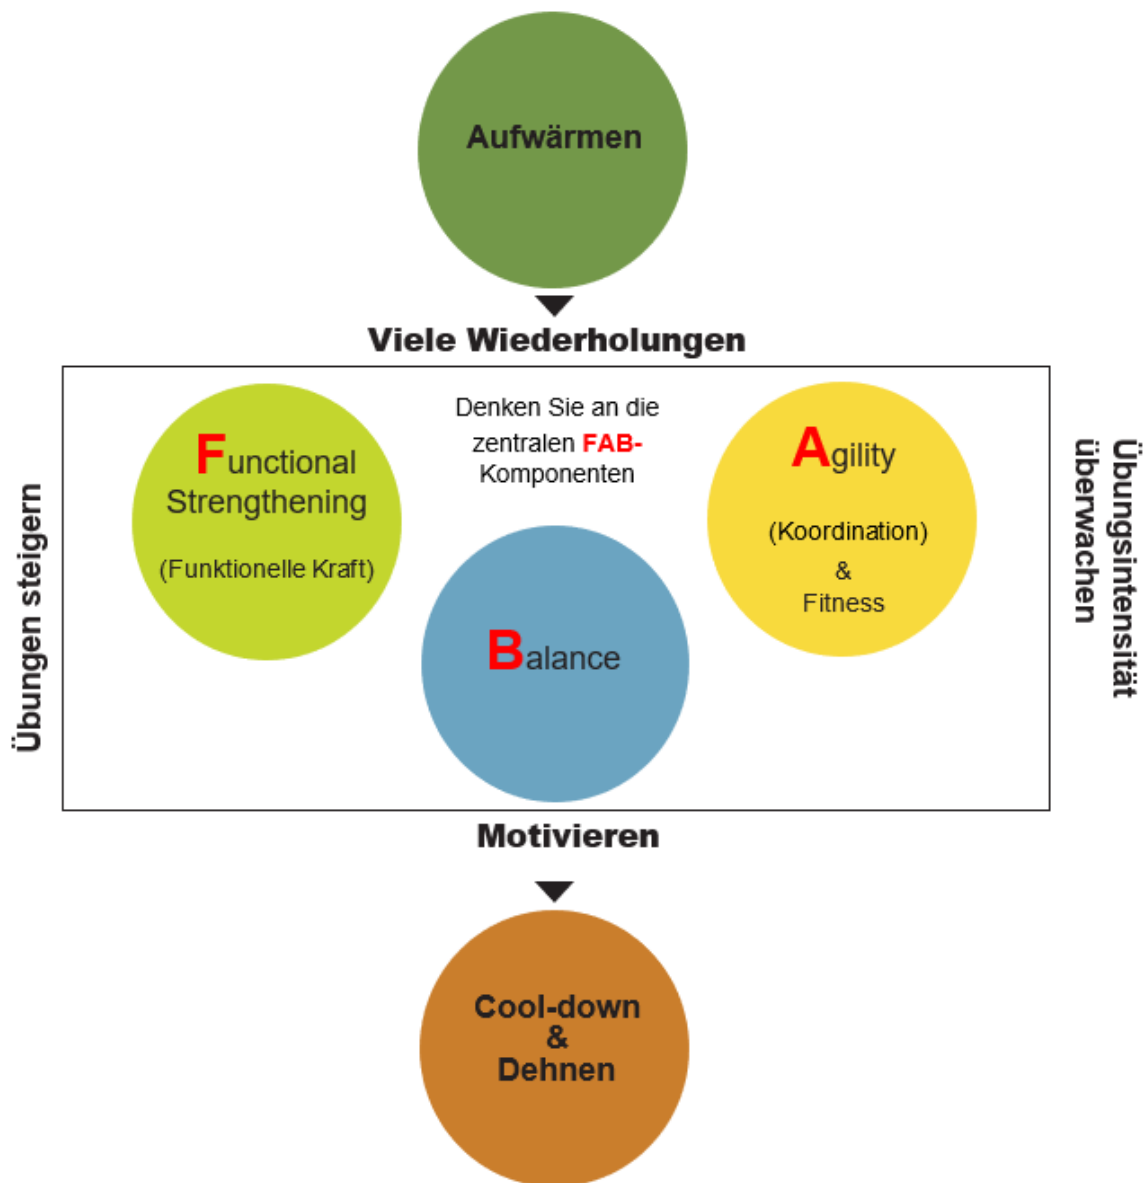 Aufwärmen
Viele Wiederholungen
Übungen steigern
Functional
Strengthening
(Funktionelle Kraft)
Denken Sie an die
zentralen FAB-
Komponenten
Agility
(Koordination)
&
Fitness
Balance
Übungsintensität
überwachen
Motivieren
Cool-down
&
Dehnen